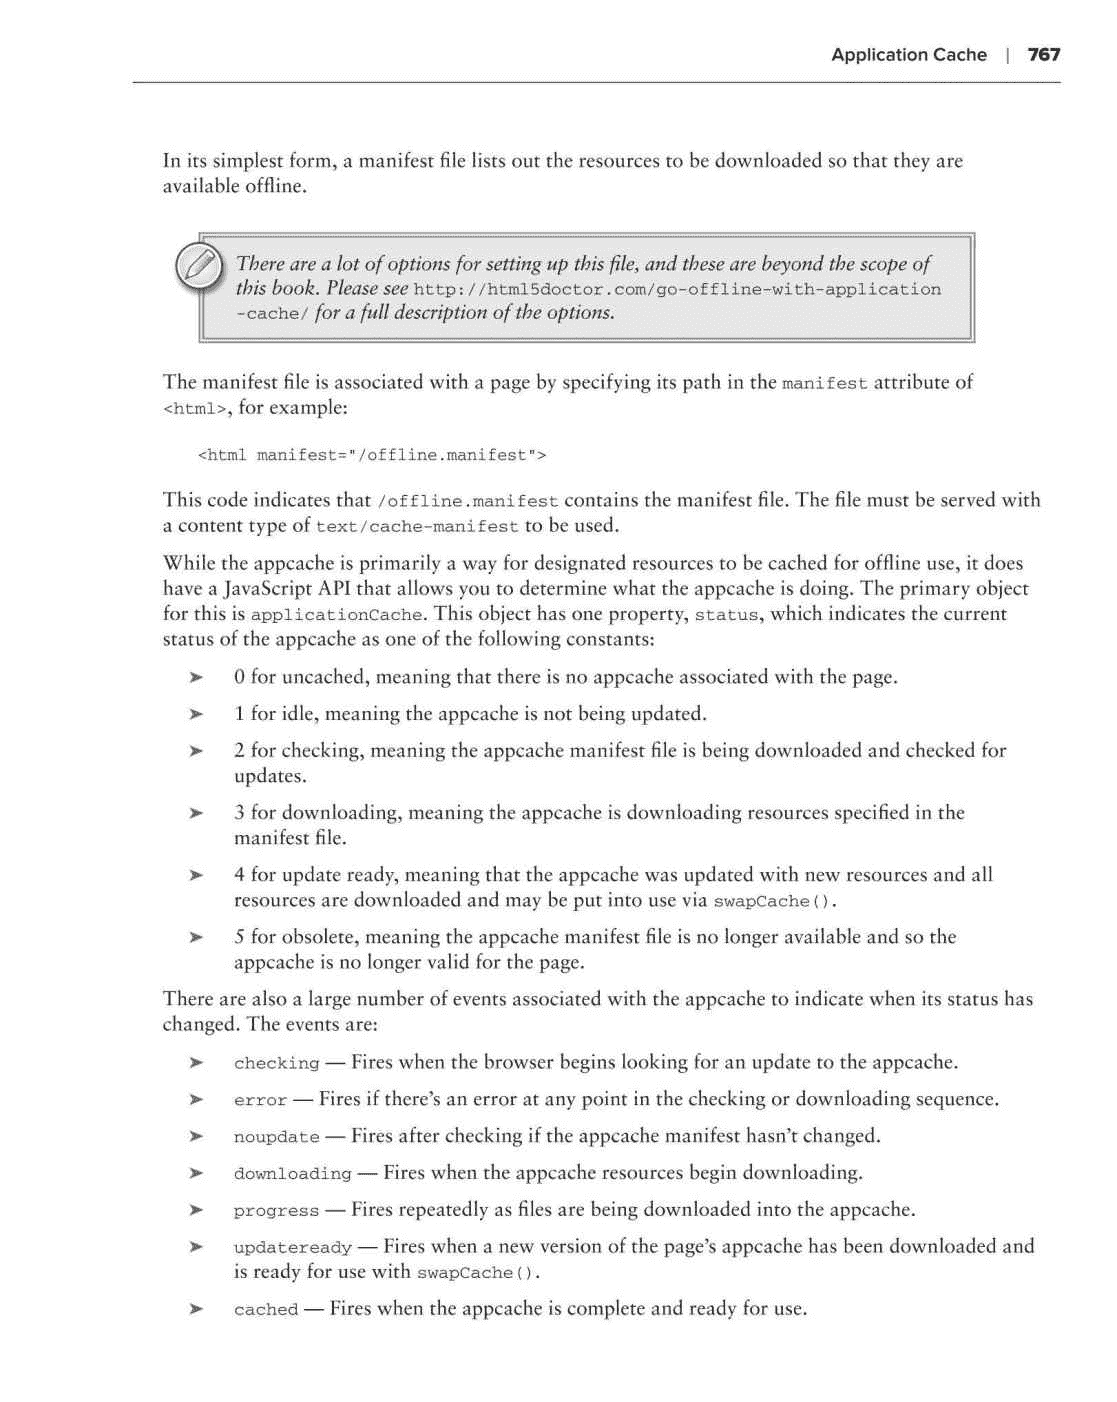 Application Cache | 767
In its simplest form, a manifest file lists out the resources to be downloaded so that they are
available offline.
There are a lot of options for setting up this file, and these are beyond the scope of
this book. Please see http://html5doctor.com/go-offline-with-application
-cache/ for a full description of the options.
The manifest file is associated with a page by specifying its path in the manifest attribute of
<html>, for example:
<html manifest="/offline.manifest">
This code indicates that /offline.manifest contains the manifest file. The file must be served with
a content type of text/cache-manifest to be used.
While the appcache is primarily a way for designated resources to be cached for offline use, it does
have a JavaScript API that allows you to determine what the appcache is doing. The primary object
for this is applicationCache. This object has one property, status, which indicates the current
status of the appcache as one of the following constants:
➤ 0 for uncached, meaning that there is no appcache associated with the page.
➤ 1 for idle, meaning the appcache is not being updated.
➤ 2 for checking, meaning the appcache manifest file is being downloaded and checked for
updates.
➤ 3 for downloading, meaning the appcache is downloading resources specified in the
manifest file.
➤ 4 for update ready, meaning that the appcache was updated with new resources and all
resources are downloaded and may be put into use via swapCache().
➤ 5 for obsolete, meaning the appcache manifest file is no longer available and so the
appcache is no longer valid for the page.
There are also a large number of events associated with the appcache to indicate when its status has
changed. The events are:
➤ checking — Fires when the browser begins looking for an update to the appcache.
➤ error — Fires if there's an error at any point in the checking or downloading sequence.
➤ noupdate — Fires after checking if the appcache manifest hasn't changed.
➤ downloading — Fires when the appcache resources begin downloading.
➤ progress — Fires repeatedly as files are being downloaded into the appcache.
➤ updateready — Fires when a new version of the page's appcache has been downloaded and
is ready for use with swapCache().
➤ cached — Fires when the appcache is complete and ready for use.